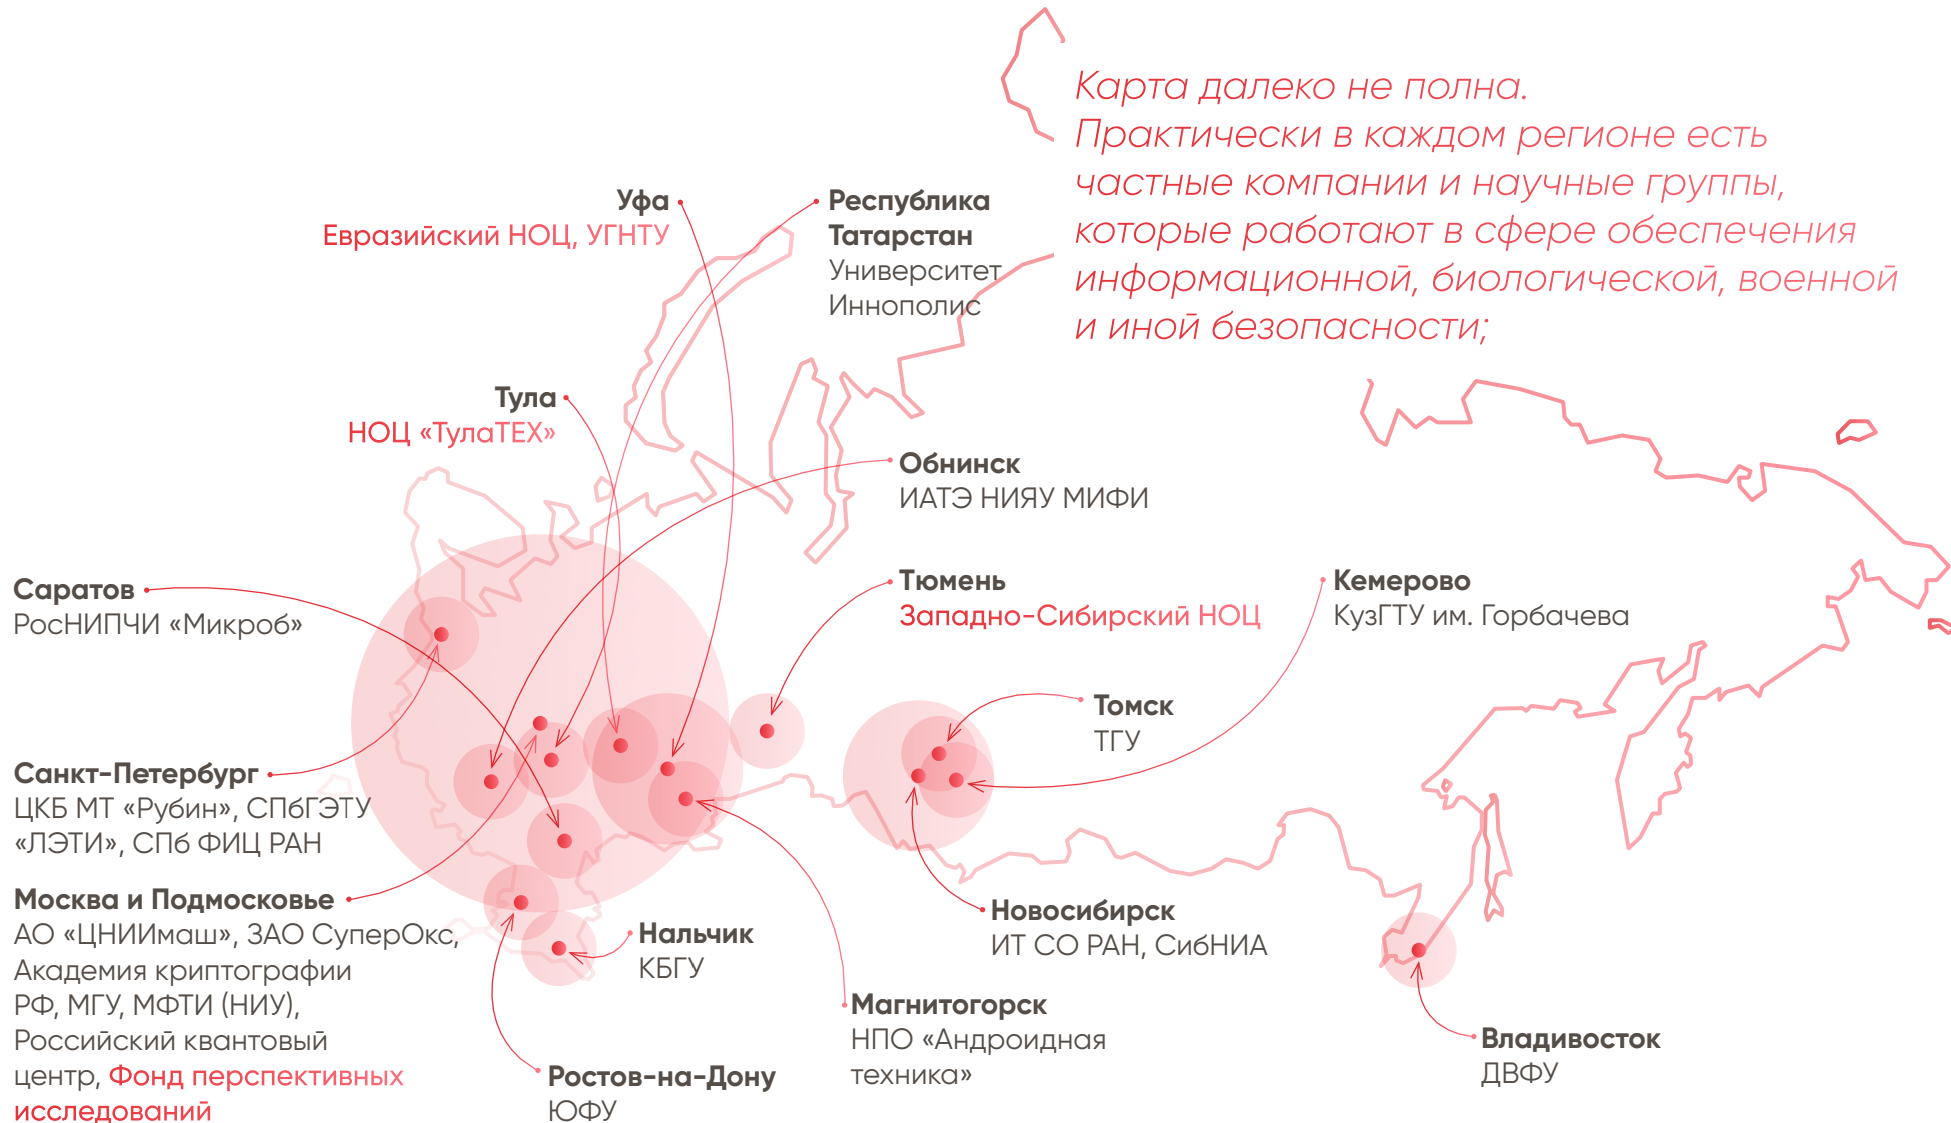 Карта далеко не полна.
Практически в каждом регионе есть
частные компании и научные группы,
которые работают в сфере обеспечения
информационной, биологической, военной
и иной безопасности;
Уфа
Евразийский НОЦ, УГНТУ
Республика
Татарстан
Университет
Иннополис
Тула
НОЦ «ТулаТЕХ»
Обнинск
ИАТЭ НИЯУ МИФИ
Саратов
РосНИПЧИ «Микроб»
Тюмень
Западно-Сибирский НОЦ
Кемерово
КузГТУ им. Горбачева
Томск
ТГУ
Санкт-Петербург
ЦКБ МТ «Рубин», СПбГЭТУ
«ЛЭТИ», СПб ФИЦ РАН
Москва и Подмосковье
АО «ЦНИИмаш», ЗАО СуперОкс,
Академия криптографии
РФ, МГУ, МФТИ (НИУ),
Российский квантовый
центр, Фонд перспективных
исследований
Нальчик
КБГУ
Новосибирск
ИТ СО РАН, СибНИА
Магнитогорск
НПО «Андроидная
техника»
Владивосток
ДВФУ
Ростов-на-Дону
ЮФУ